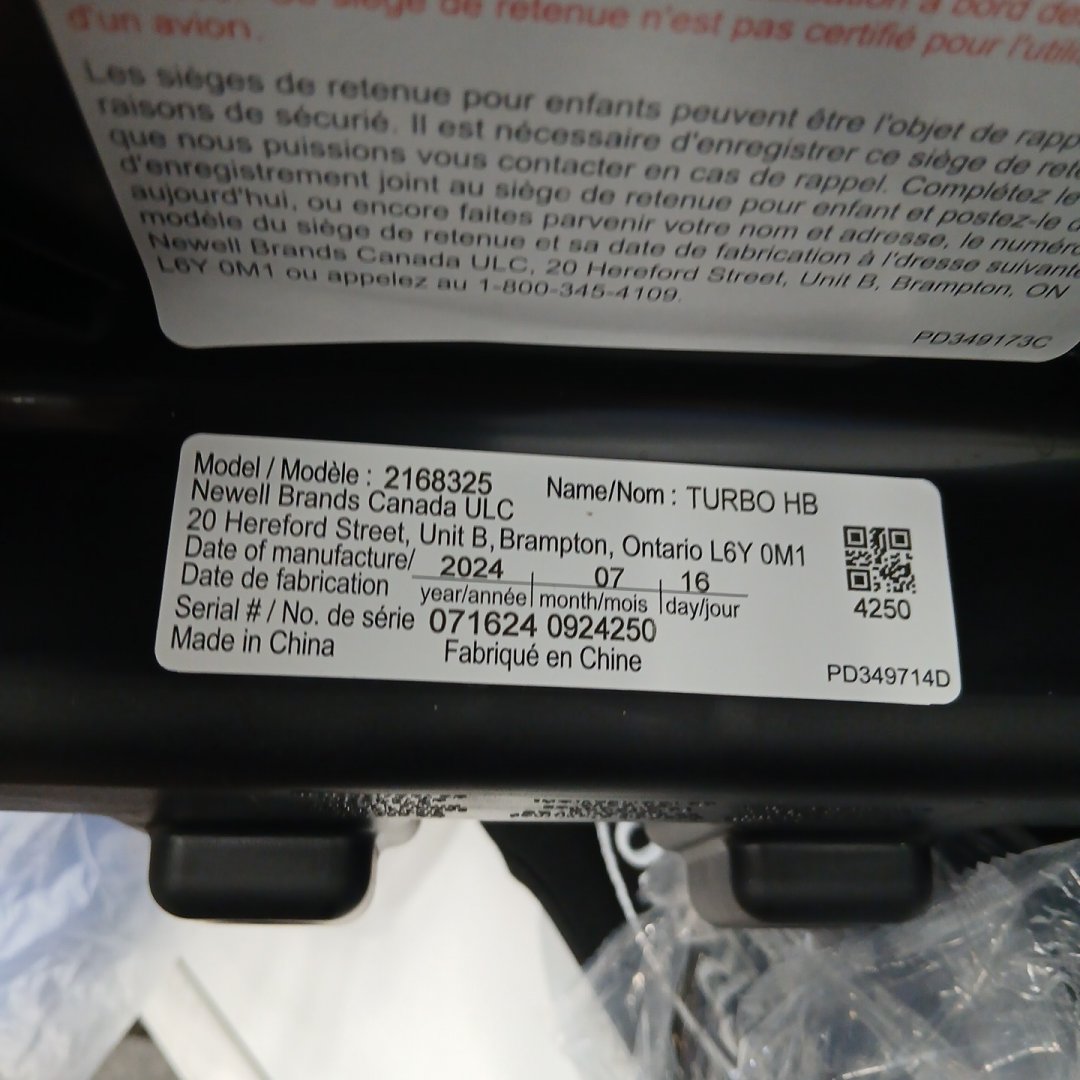 de retenue n'est pas certifié pour l'utili
d'un avion.
Les sièges de retenue pour enfants peuvent être l'objet de rapp
raisons de sécurié. Il est nécessaire d'enregistrer ce siège de rete
que nous puissions vous contacter en cas de rappel. Complétez le
d'enregistrement joint au siège de retenue pour enfant et postez-le
aujourd'hui, ou encore faites parvenir votre nom et adresse, le numéro
modèle du siège de retenue et sa date de fabrication à l'dresse suivante
Newell Brands Canada ULC, 20 Hereford Street, Unit B, Brampton, ON
L6Y 0M1 ou appelez au 1-800-345-4109.
PD349173C
Model / Modèle : 2168325 Name/Nom : TURBO HB
Newell Brands Canada ULC
20 Hereford Street, Unit B, Brampton, Ontario L6Y 0M1
Date of manufacture/ 2024 07 16
Date de fabrication year/année month/mois day/jour
Serial # / No. de série 071624 0924250
4250
Made in China Fabriqué en Chine
PD349714D